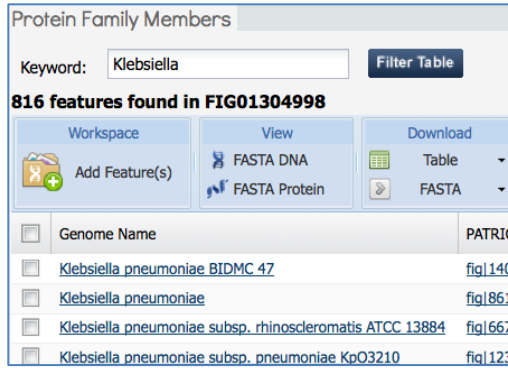 Protein Family Members
Keyword: Klebsiella Filter Table
816 features found in FIG01304998
Workspace View Download
Add Feature(s) FASTA DNA Table
FASTA Protein FASTA
Genome Name PATRIC
Klebsiella pneumoniae BIDMC 47 fig|140
Klebsiella pneumoniae fig|861
Klebsiella pneumoniae subsp. rhinoscleromatis ATCC 13884 fig|667
Klebsiella pneumoniae subsp. pneumoniae KpO3210 fig|123